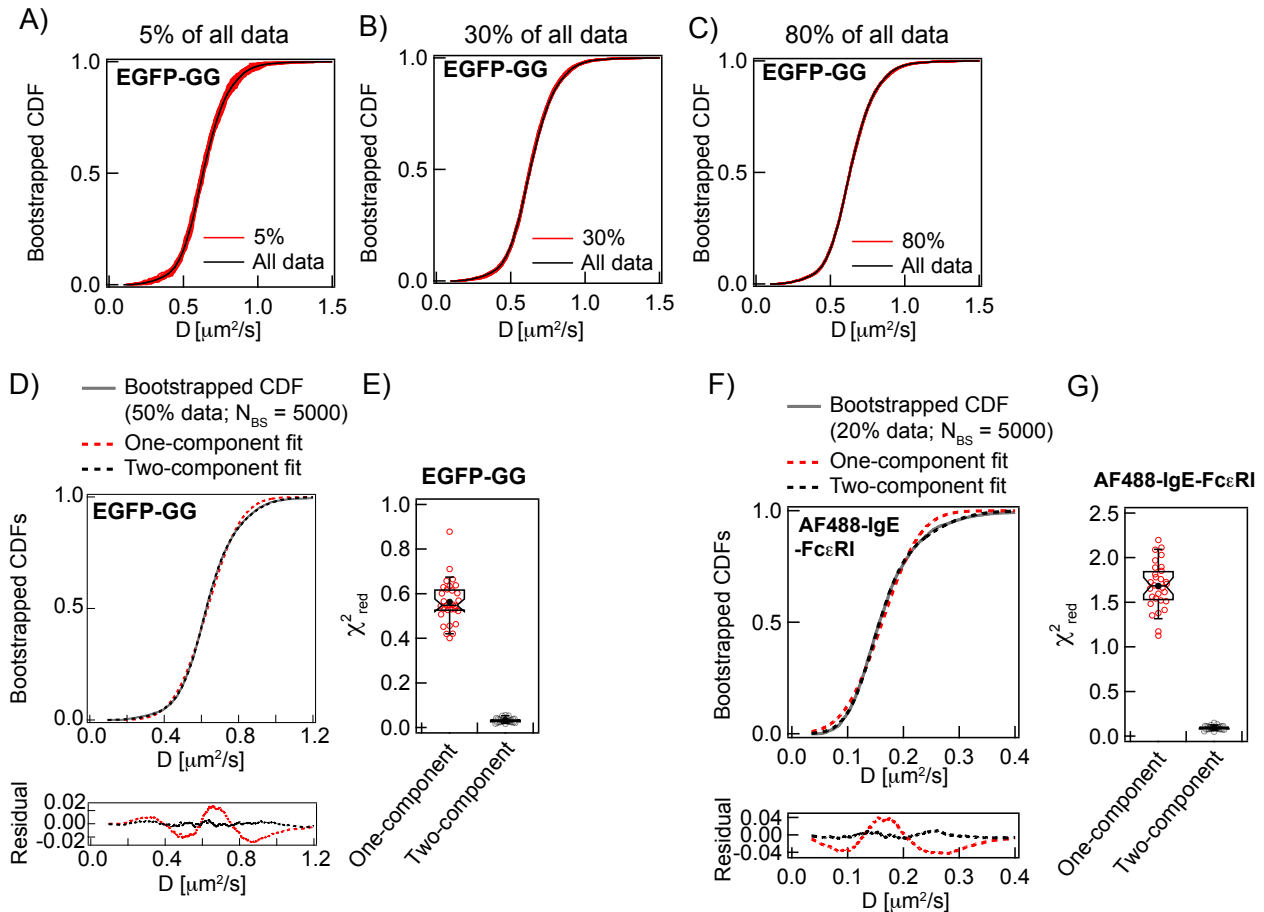 A)
5% of all data
EGFP-GG
Bootstrapped CDF
1.0
0.5
0.0
5%
All data
0.0 0.5 1.0 1.5
D [μm²/s]
B)
30% of all data
EGFP-GG
Bootstrapped CDF
1.0
0.5
0.0
30%
All data
0.0 0.5 1.0 1.5
D [μm²/s]
C)
80% of all data
EGFP-GG
Bootstrapped CDF
1.0
0.5
0.0
80%
All data
0.0 0.5 1.0 1.5
D [μm²/s]
D)
Bootstrapped CDF
(50% data; N_BS = 5000)
One-component fit
Two-component fit
EGFP-GG
Bootstrapped CDFs
1.0
0.5
0.0
0.0 0.4 0.8 1.2
D [μm²/s]
Residual
0.02
0.00
-0.02
0.0 0.4 0.8 1.2
D [μm²/s]
E)
EGFP-GG
χ²red
1.0
0.8
0.6
0.4
0.2
0.0
One-component
Two-component
F)
Bootstrapped CDF
(20% data; N_BS = 5000)
One-component fit
Two-component fit
AF488-IgE
-FcεRI
Bootstrapped CDFs
1.0
0.5
0.0
0.0 0.1 0.2 0.3 0.4
D [μm²/s]
Residual
0.04
0.00
-0.04
0.0 0.1 0.2 0.3 0.4
D [μm²/s]
G)
AF488-IgE-FcεRI
χ²red
2.5
2.0
1.5
1.0
0.5
0.0
One-component
Two-component